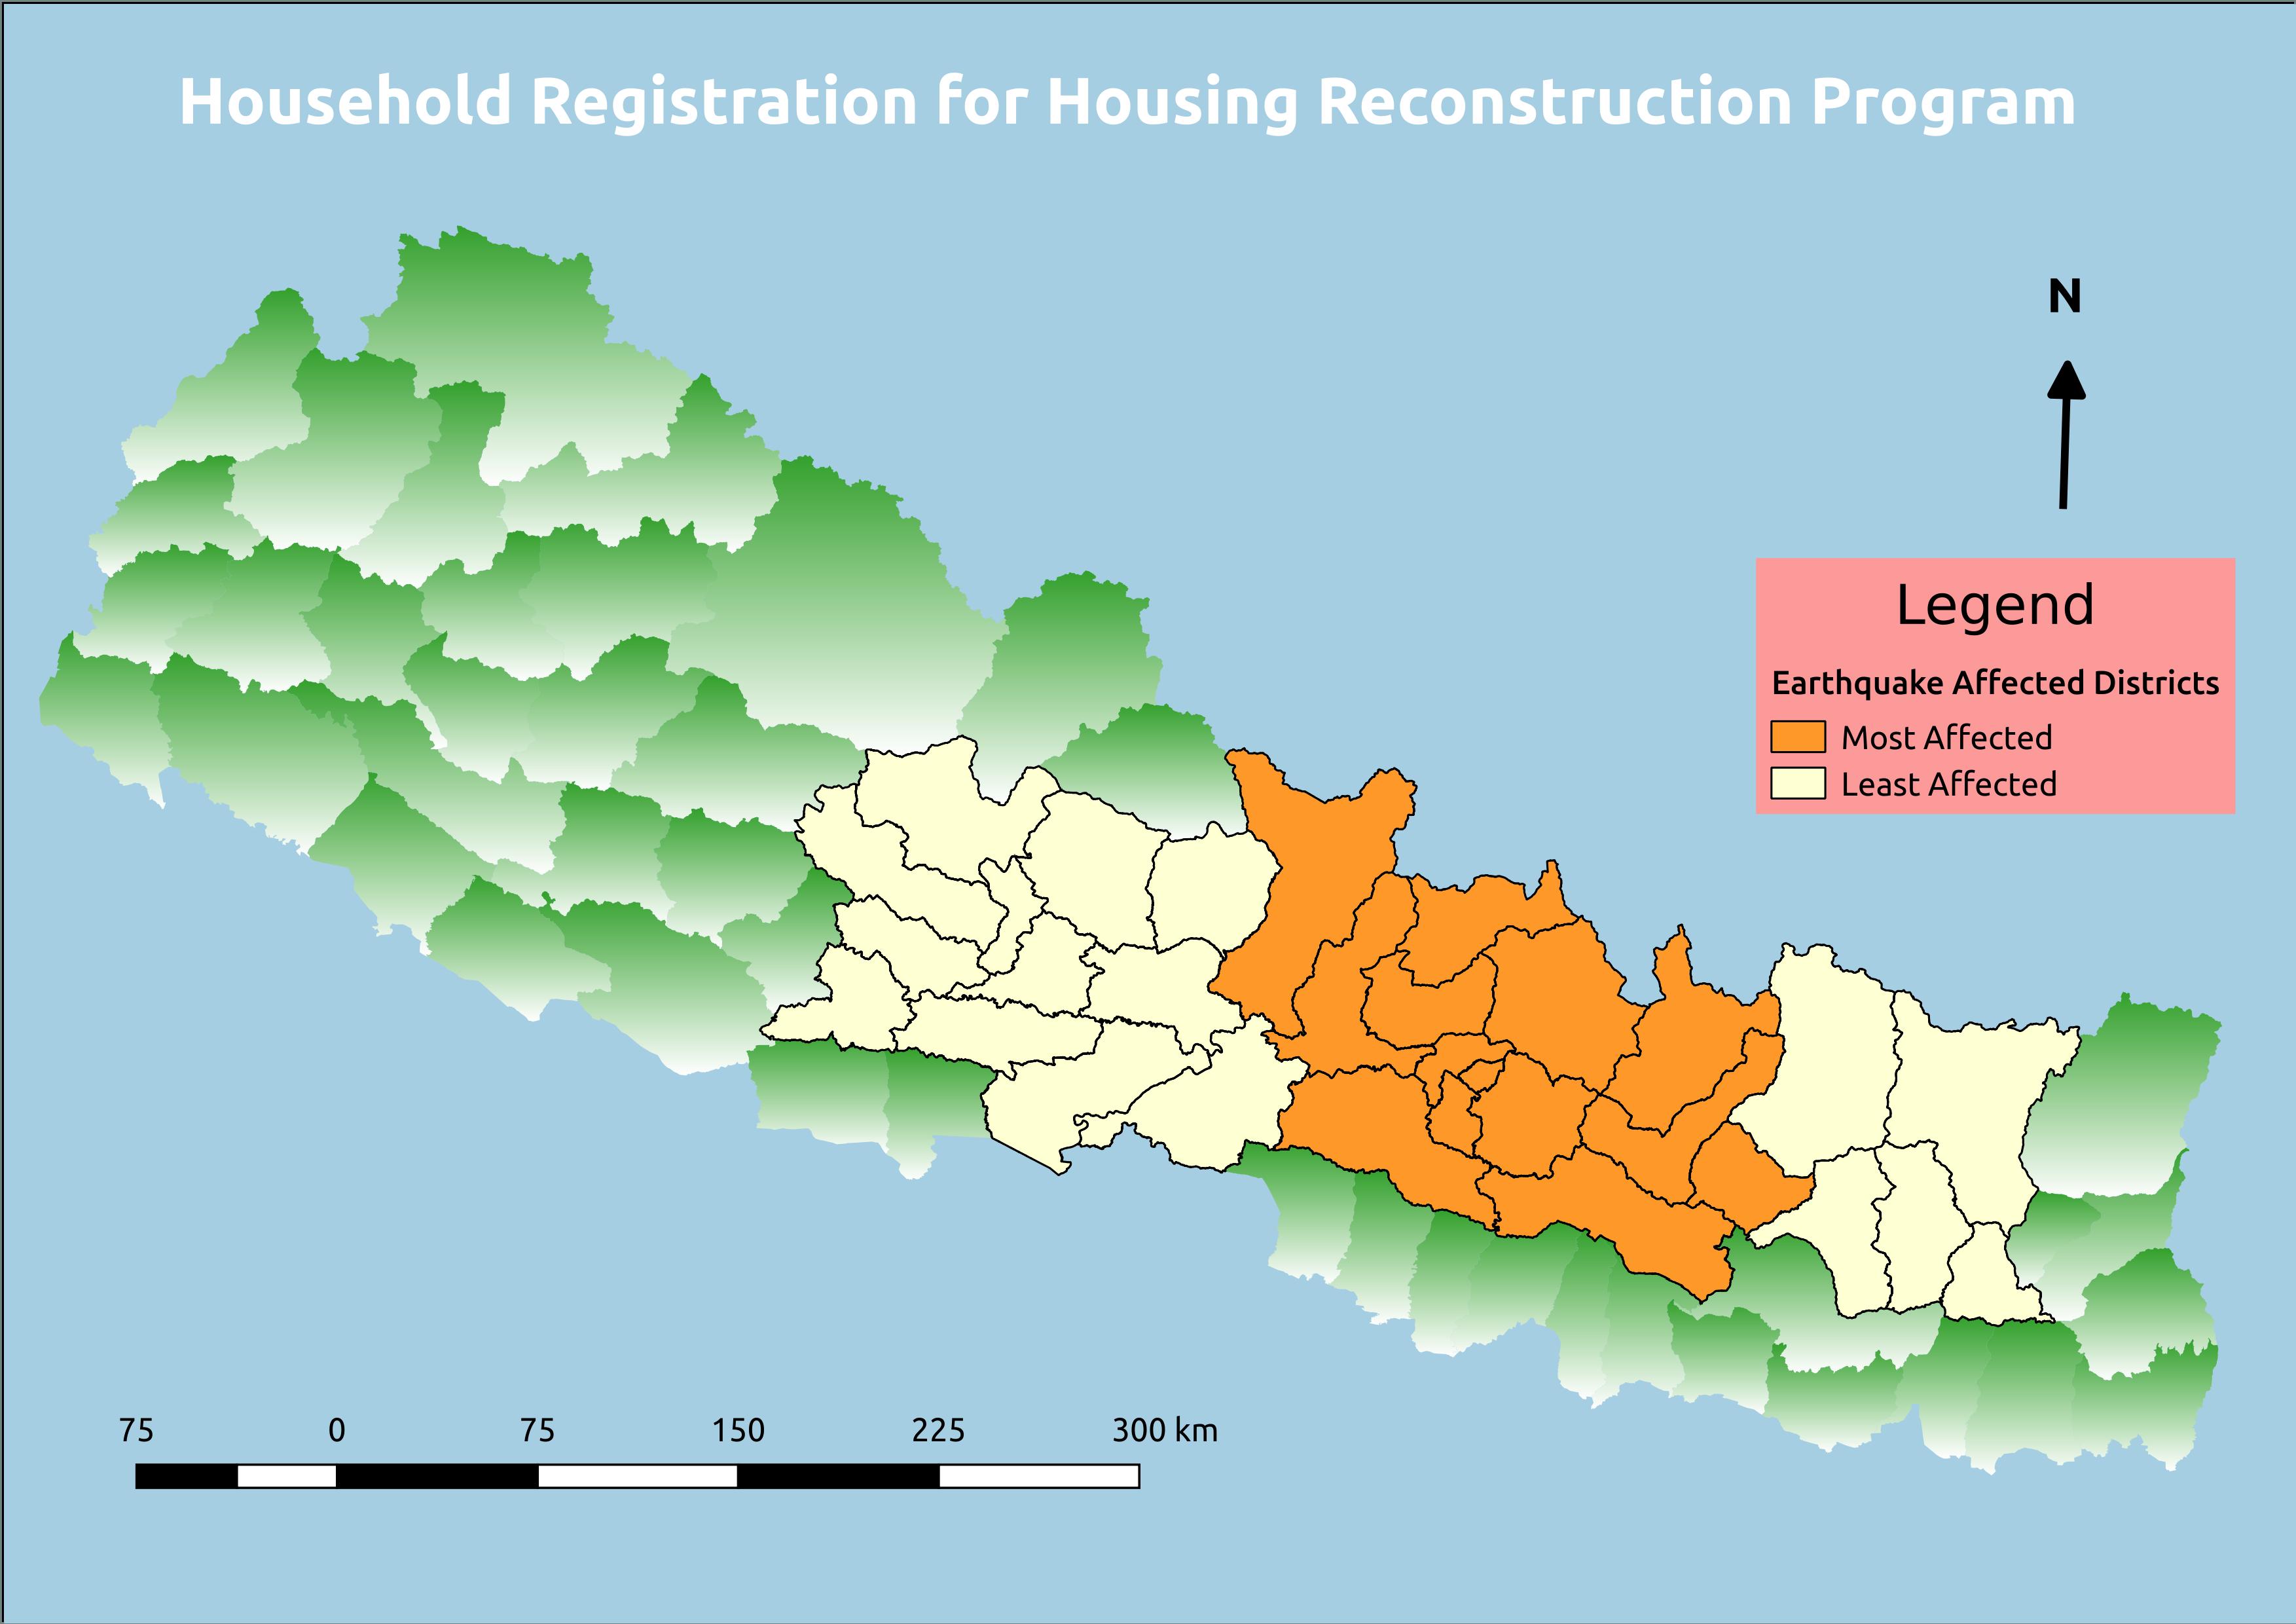 Household Registration for Housing Reconstruction Program
N
Legend
Earthquake Affected Districts
Most Affected
Least Affected
75 0 75 150 225 300 km